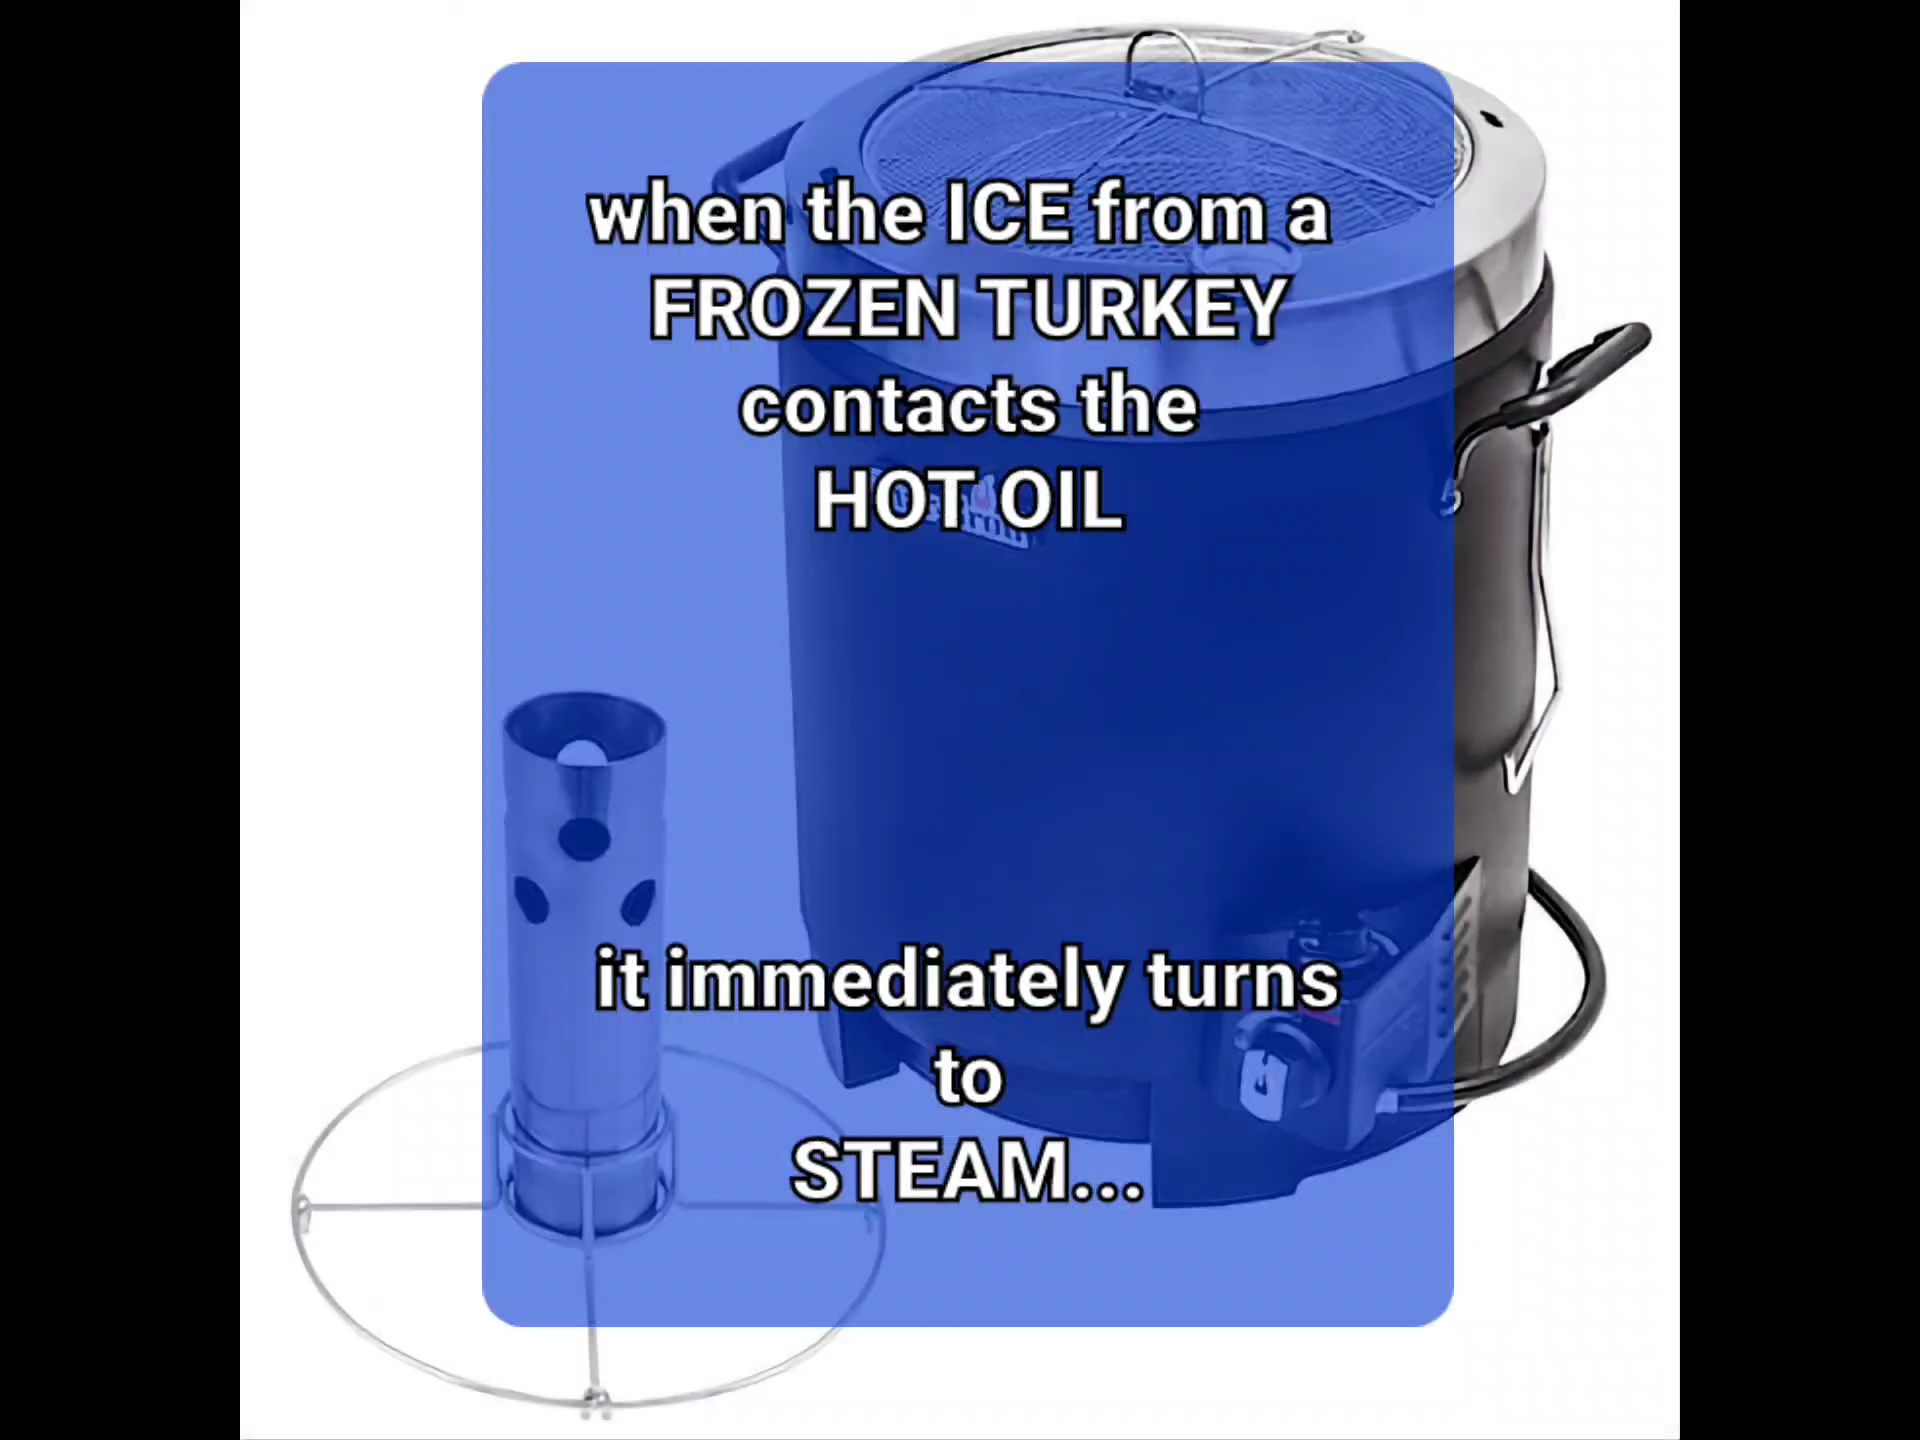 when the ICE from a
FROZEN TURKEY
contacts the
HOT OIL
it immediately turns
to
STEAM...